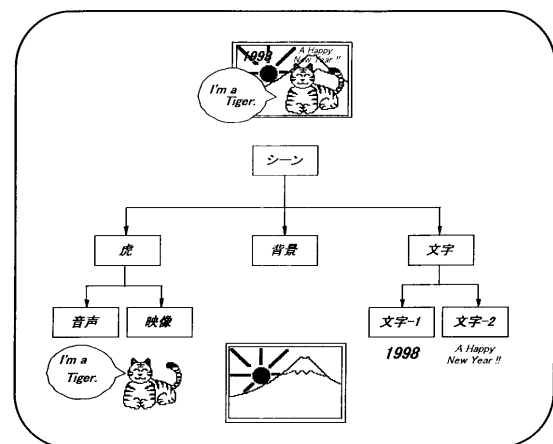 1998
A Happy
New Year !!
I'm a
Tiger.
シーン
虎
背景
文字
音声
映像
文字-1
文字-2
I'm a
Tiger.
1998
A Happy
New Year !!